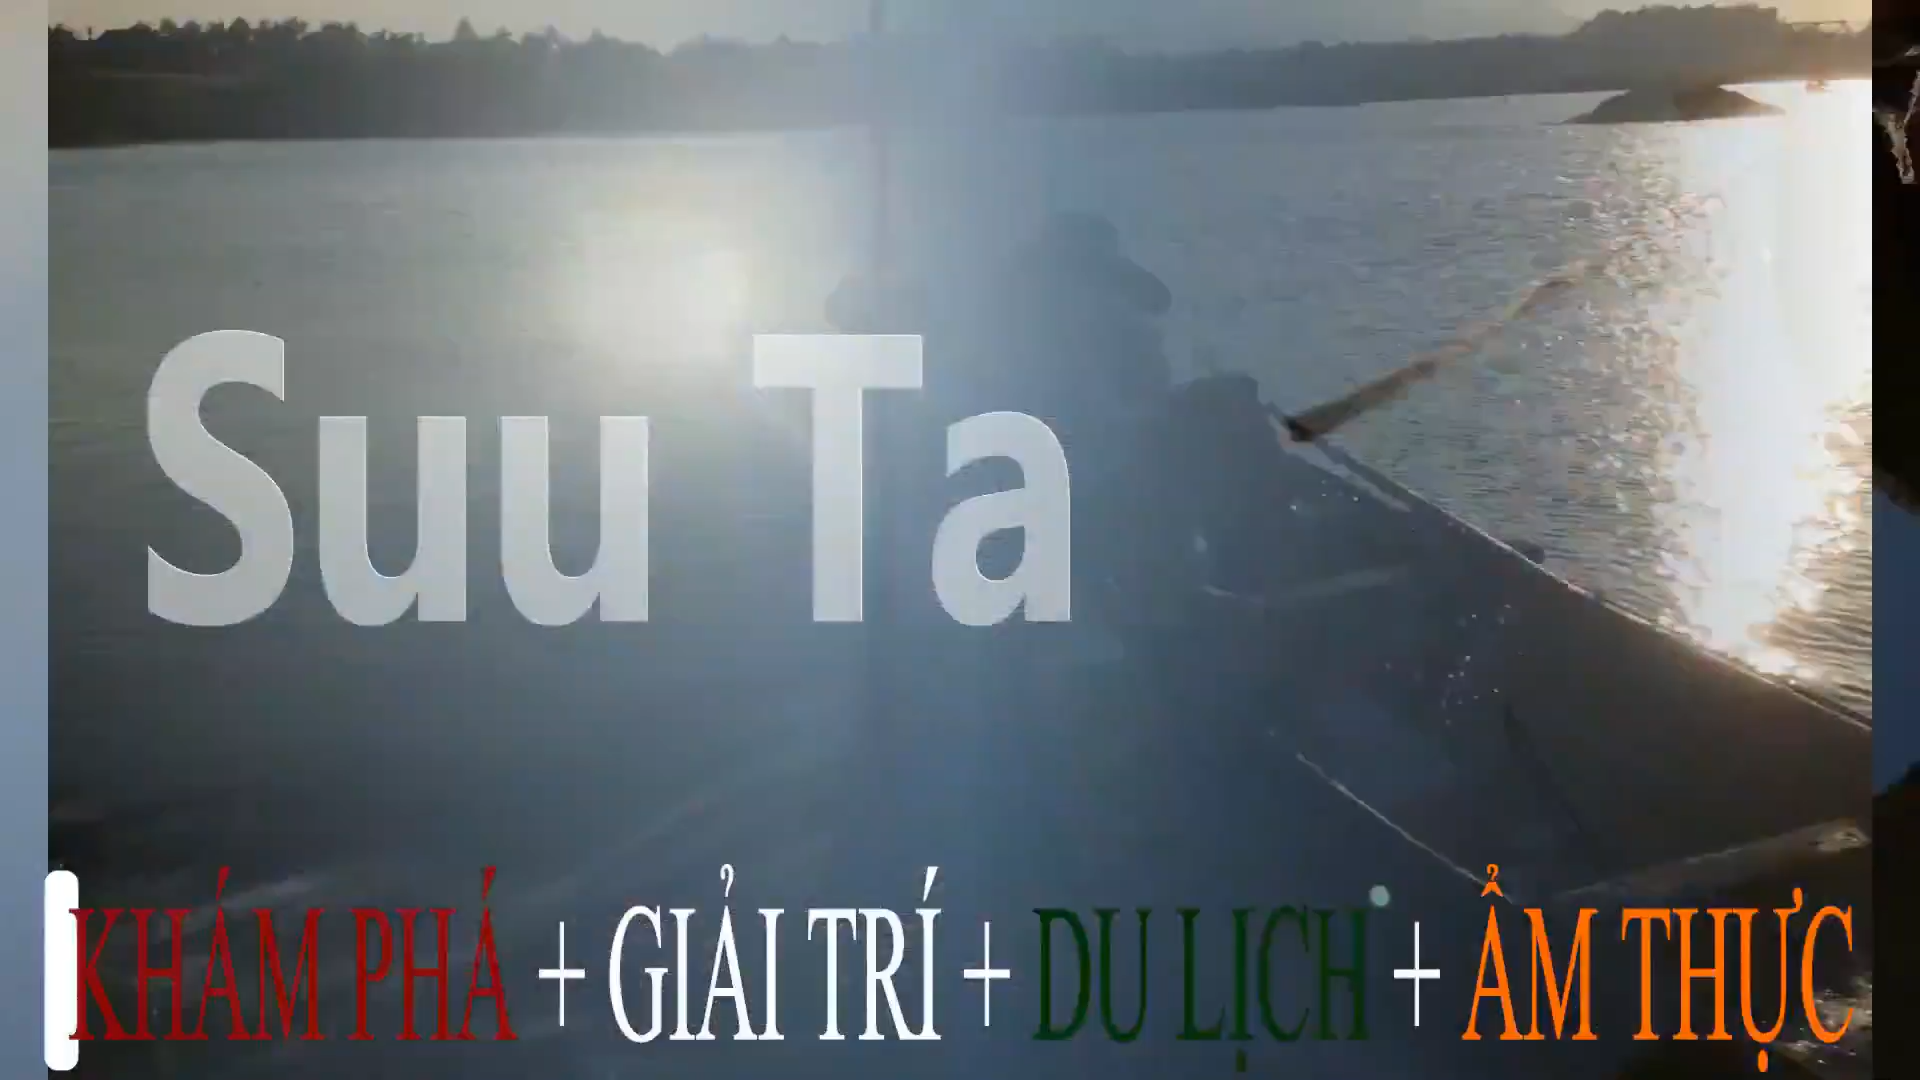 Suu Ta
KHÁM PHÁ + GIẢI TRÍ + DU LỊCH + ẨM THỰC